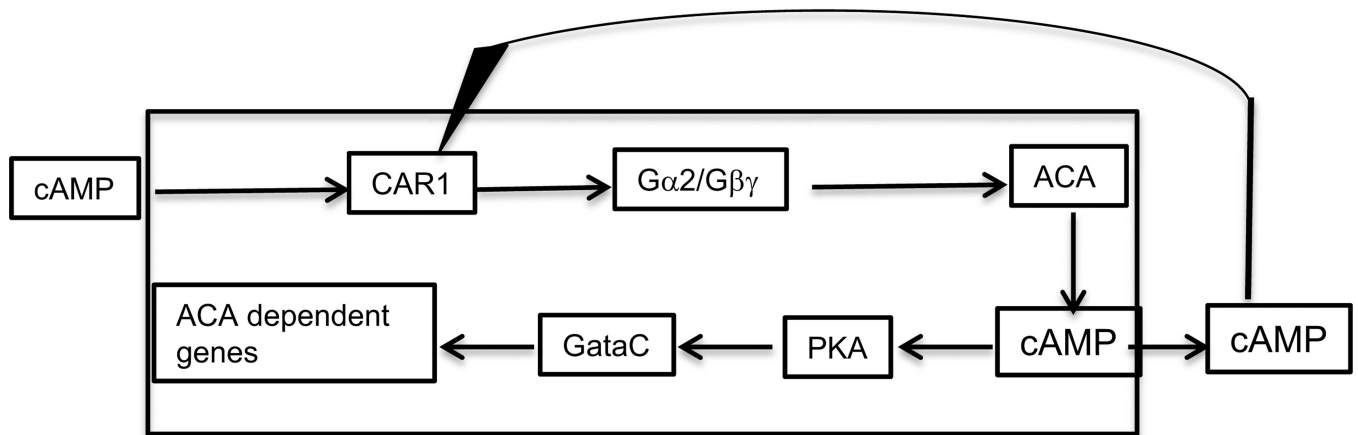 cAMP
CAR1
Gα2/Gβγ
ACA
ACA dependent
genes
GataC
PKA
cAMP
cAMP